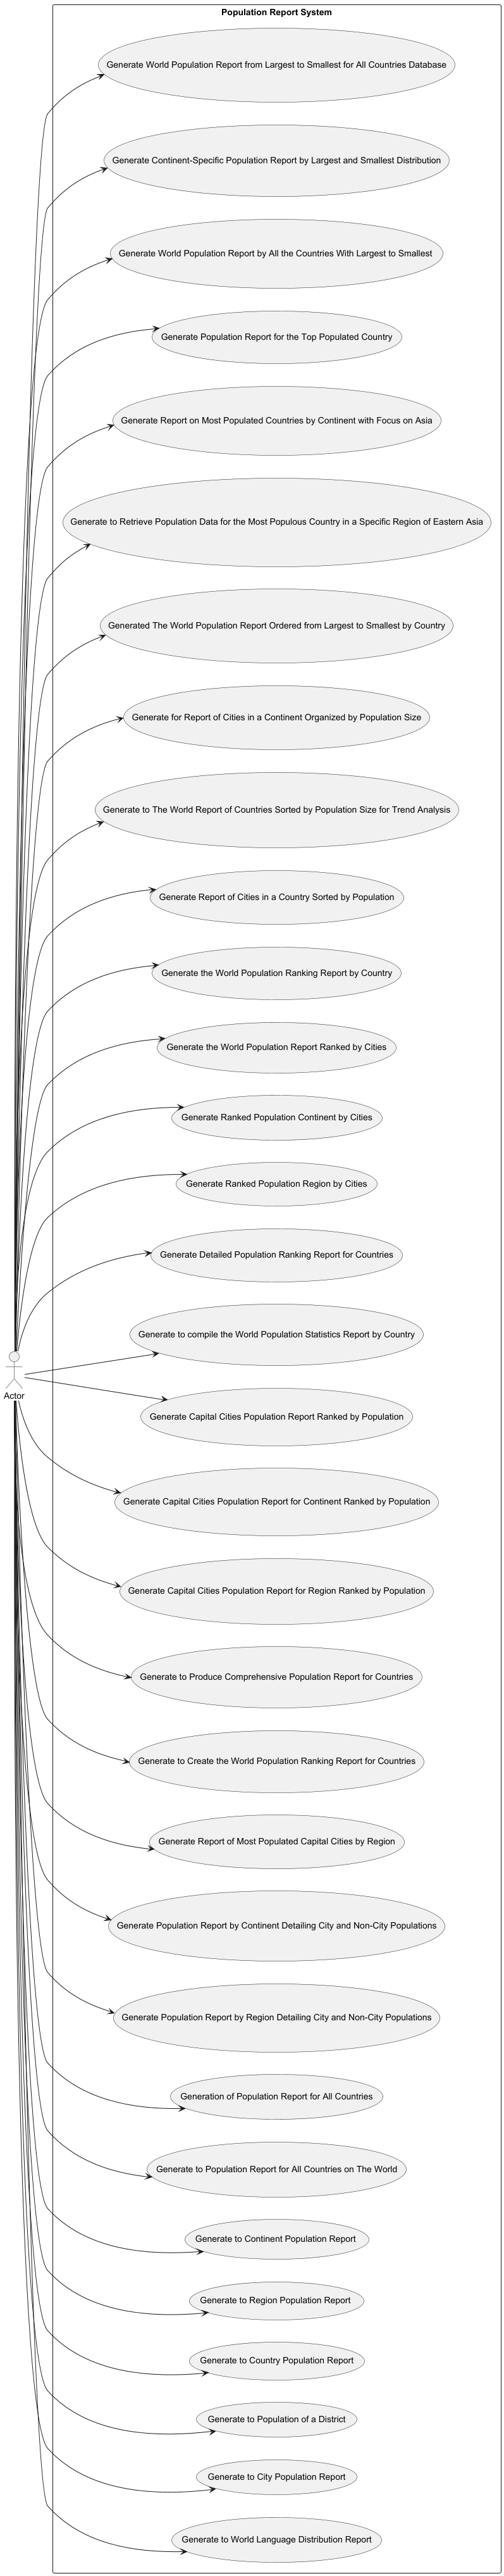 Population Report System
Generate World Population Report from Largest to Smallest for All Countries Database
Generate Continent-Specific Population Report by Largest and Smallest Distribution
Generate World Population Report by All the Countries With Largest to Smallest
Generate Population Report for the Top Populated Country
Generate Report on Most Populated Countries by Continent with Focus on Asia
Generate to Retrieve Population Data for the Most Populous Country in a Specific Region of Eastern Asia
Generated The World Population Report Ordered from Largest to Smallest by Country
Generate for Report of Cities in a Continent Organized by Population Size
Generate to The World Report of Countries Sorted by Population Size for Trend Analysis
Generate Report of Cities in a Country Sorted by Population
Generate the World Population Ranking Report by Country
Generate the World Population Report Ranked by Cities
Generate Ranked Population Continent by Cities
Generate Ranked Population Region by Cities
Generate Detailed Population Ranking Report for Countries
Generate to compile the World Population Statistics Report by Country
Actor
Generate Capital Cities Population Report Ranked by Population
Generate Capital Cities Population Report for Continent Ranked by Population
Generate Capital Cities Population Report for Region Ranked by Population
Generate to Produce Comprehensive Population Report for Countries
Generate to Create the World Population Ranking Report for Countries
Generate Report of Most Populated Capital Cities by Region
Generate Population Report by Continent Detailing City and Non-City Populations
Generate Population Report by Region Detailing City and Non-City Populations
Generation of Population Report for All Countries
Generate to Population Report for All Countries on The World
Generate to Continent Population Report
Generate to Region Population Report
Generate to Country Population Report
Generate to Population of a District
Generate to City Population Report
Generate to World Language Distribution Report